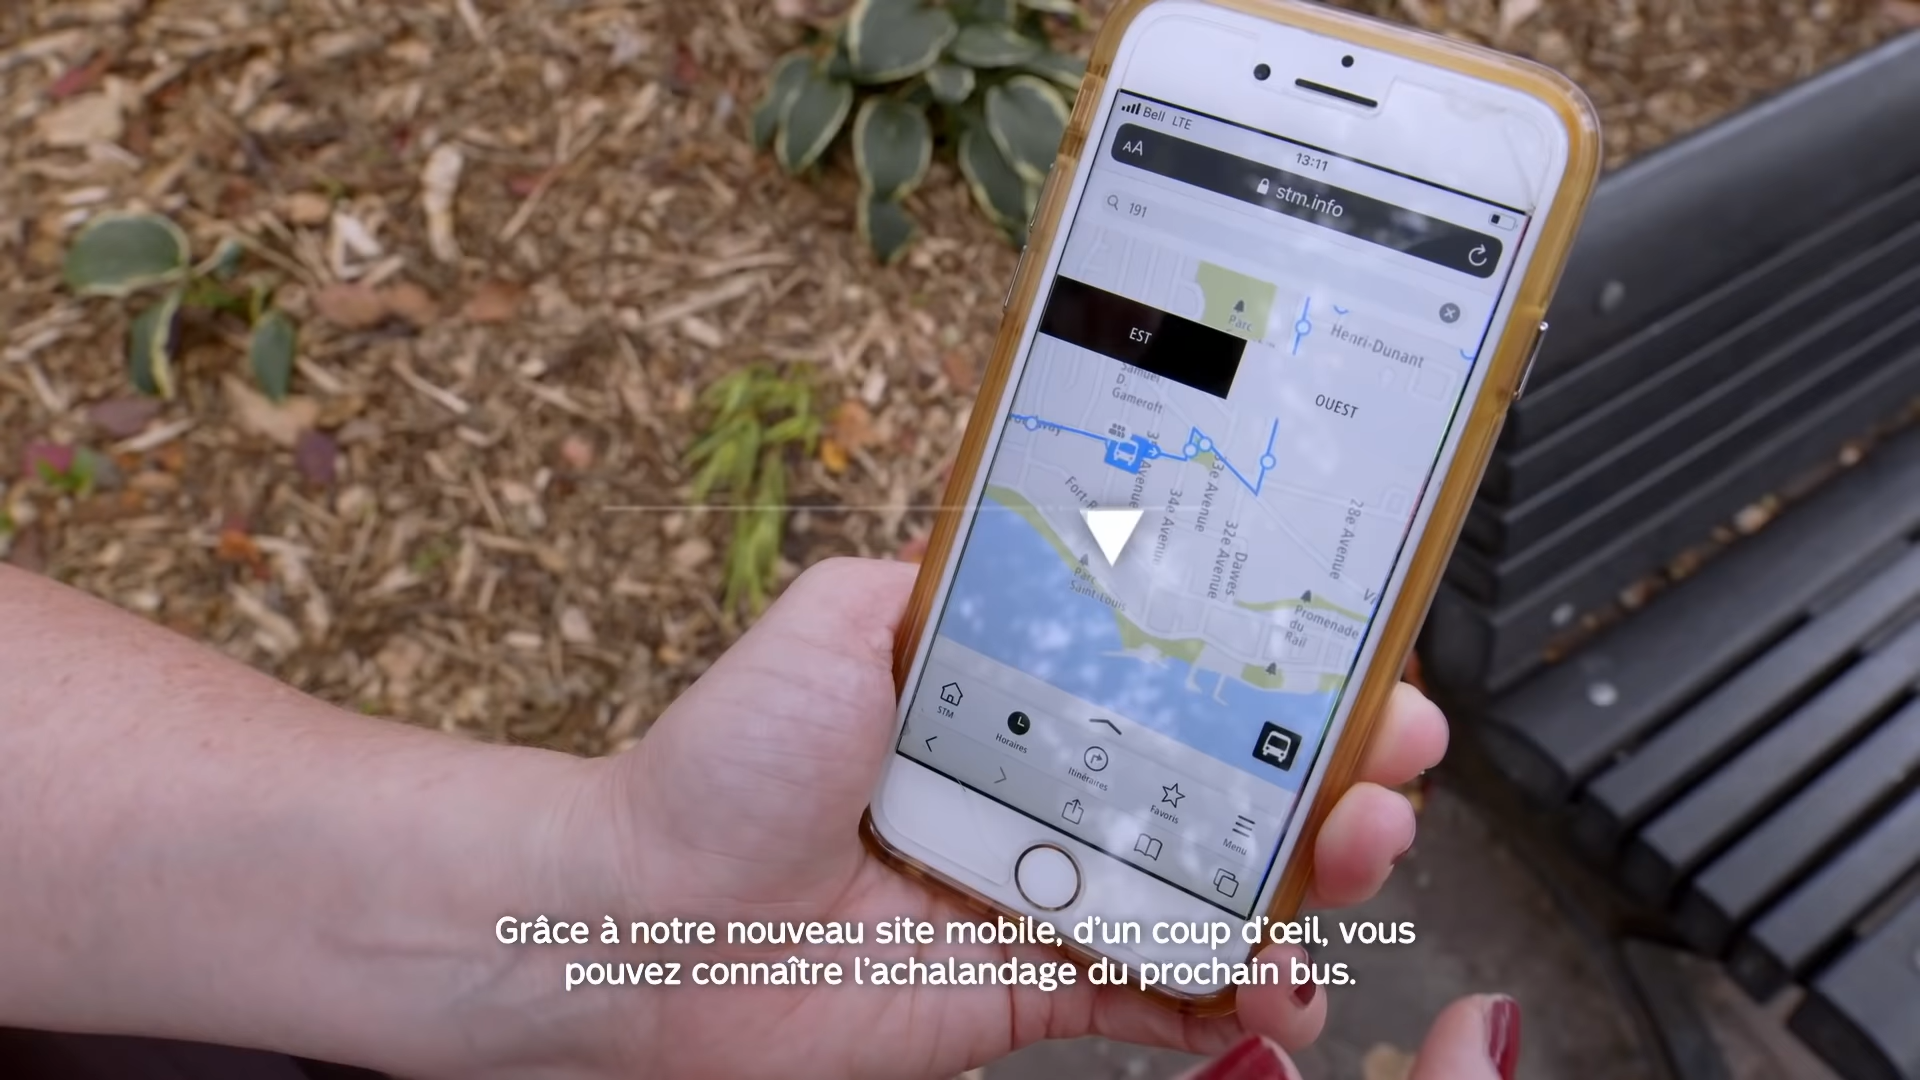 Bell LTE
13:11
AA
stm.info
191
Parc
Henri-Dunant
EST
OUEST
Samuel
D.
Gameroft
Avenue
34e Avenue
33e Avenue
32e Avenue
Dawes
28e Avenue
Parc
Saint-Louis
Promenade
du
Rail
STM
Horaires
Itinéraires
Favoris
Menu
Grâce à notre nouveau site mobile, d'un coup d'œil, vous
pouvez connaître l'achalandage du prochain bus.